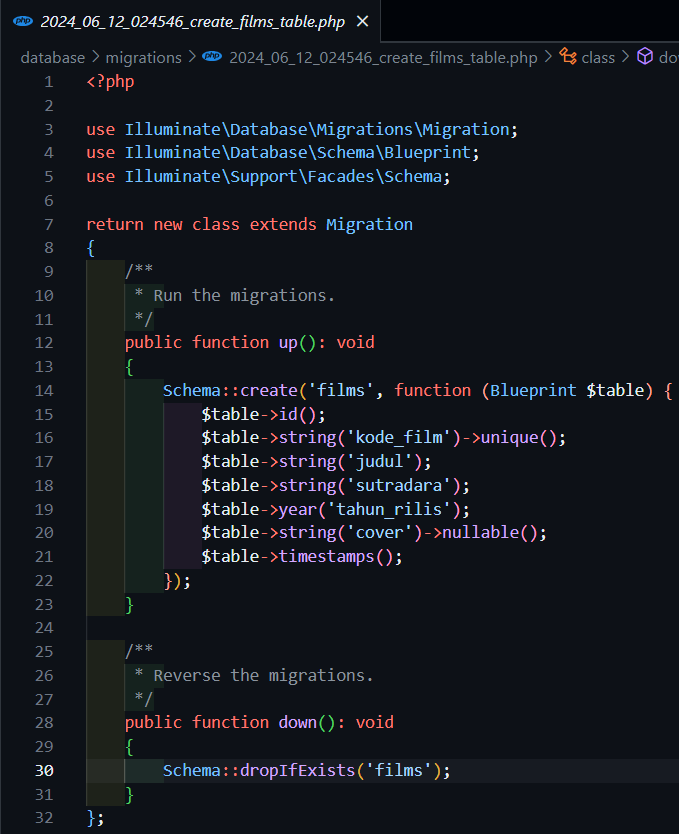 php 2024_06_12_024546_create_films_table.php ×
database > migrations > php 2024_06_12_024546_create_films_table.php > class > do
1 <?php
2
3 use Illuminate\Database\Migrations\Migration;
4 use Illuminate\Database\Schema\Blueprint;
5 use Illuminate\Support\Facades\Schema;
6
7 return new class extends Migration
8 {
9     /**
10      * Run the migrations.
11      */
12     public function up(): void
13     {
14         Schema::create('films', function (Blueprint $table) {
15             $table->id();
16             $table->string('kode_film')->unique();
17             $table->string('judul');
18             $table->string('sutradara');
19             $table->year('tahun_rilis');
20             $table->string('cover')->nullable();
21             $table->timestamps();
22         });
23     }
24
25     /**
26      * Reverse the migrations.
27      */
28     public function down(): void
29     {
30         Schema::dropIfExists('films');
31     }
32 };